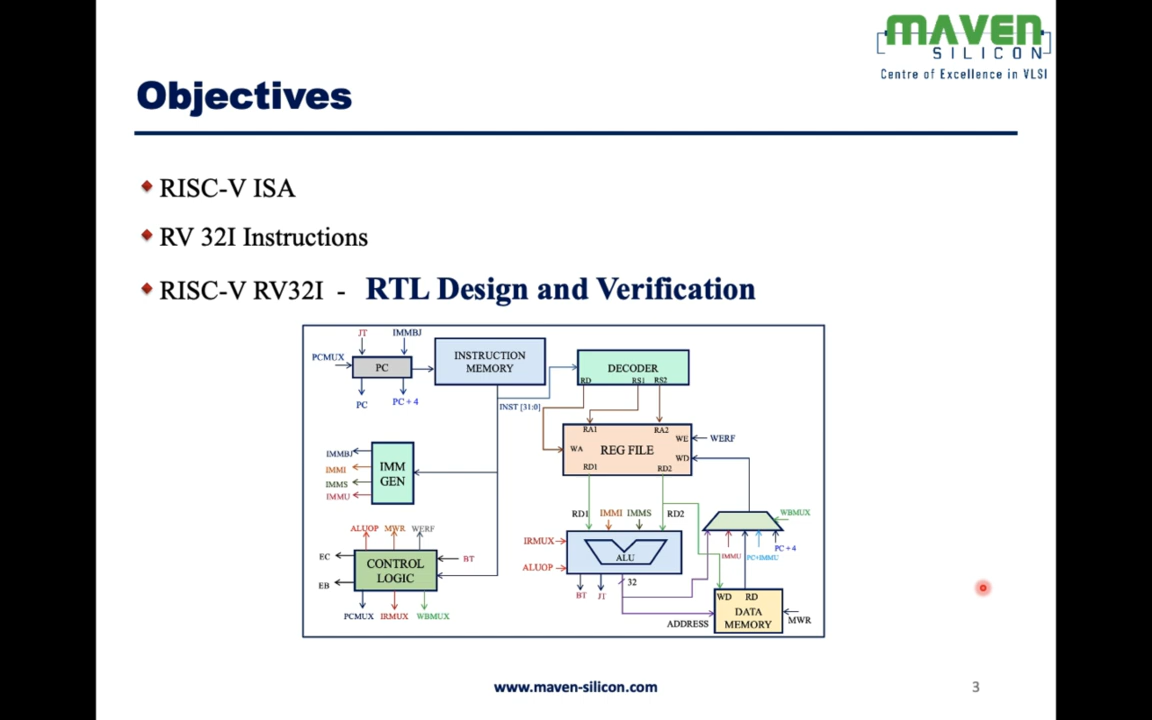 MAVEN
SILICON
Centre of Excellence in VLSI
Objectives
RISC-V ISA
RV 32I Instructions
RISC-V RV32I - RTL Design and Verification
JT IMMBJ
PCMUX
PC
PC PC + 4
INSTRUCTION
MEMORY
INST [31:0]
DECODER
RD RS1 RS2
RA1 RA2
WE WERF
WA REG FILE
WD
RD1 RD2
IMMBJ
IMMI
IMMS
IMMU
IMM
GEN
RD1 IMMI IMMS RD2
IRMUX
ALUOP
ALU
BT JT
32
WBMUX
IMMU PC+IMMU PC + 4
ALUOP MWR WERF
EC
EB
BT
CONTROL
LOGIC
PCMUX IRMUX WBMUX
WD RD
DATA
MEMORY
ADDRESS
MWR
www.maven-silicon.com
3